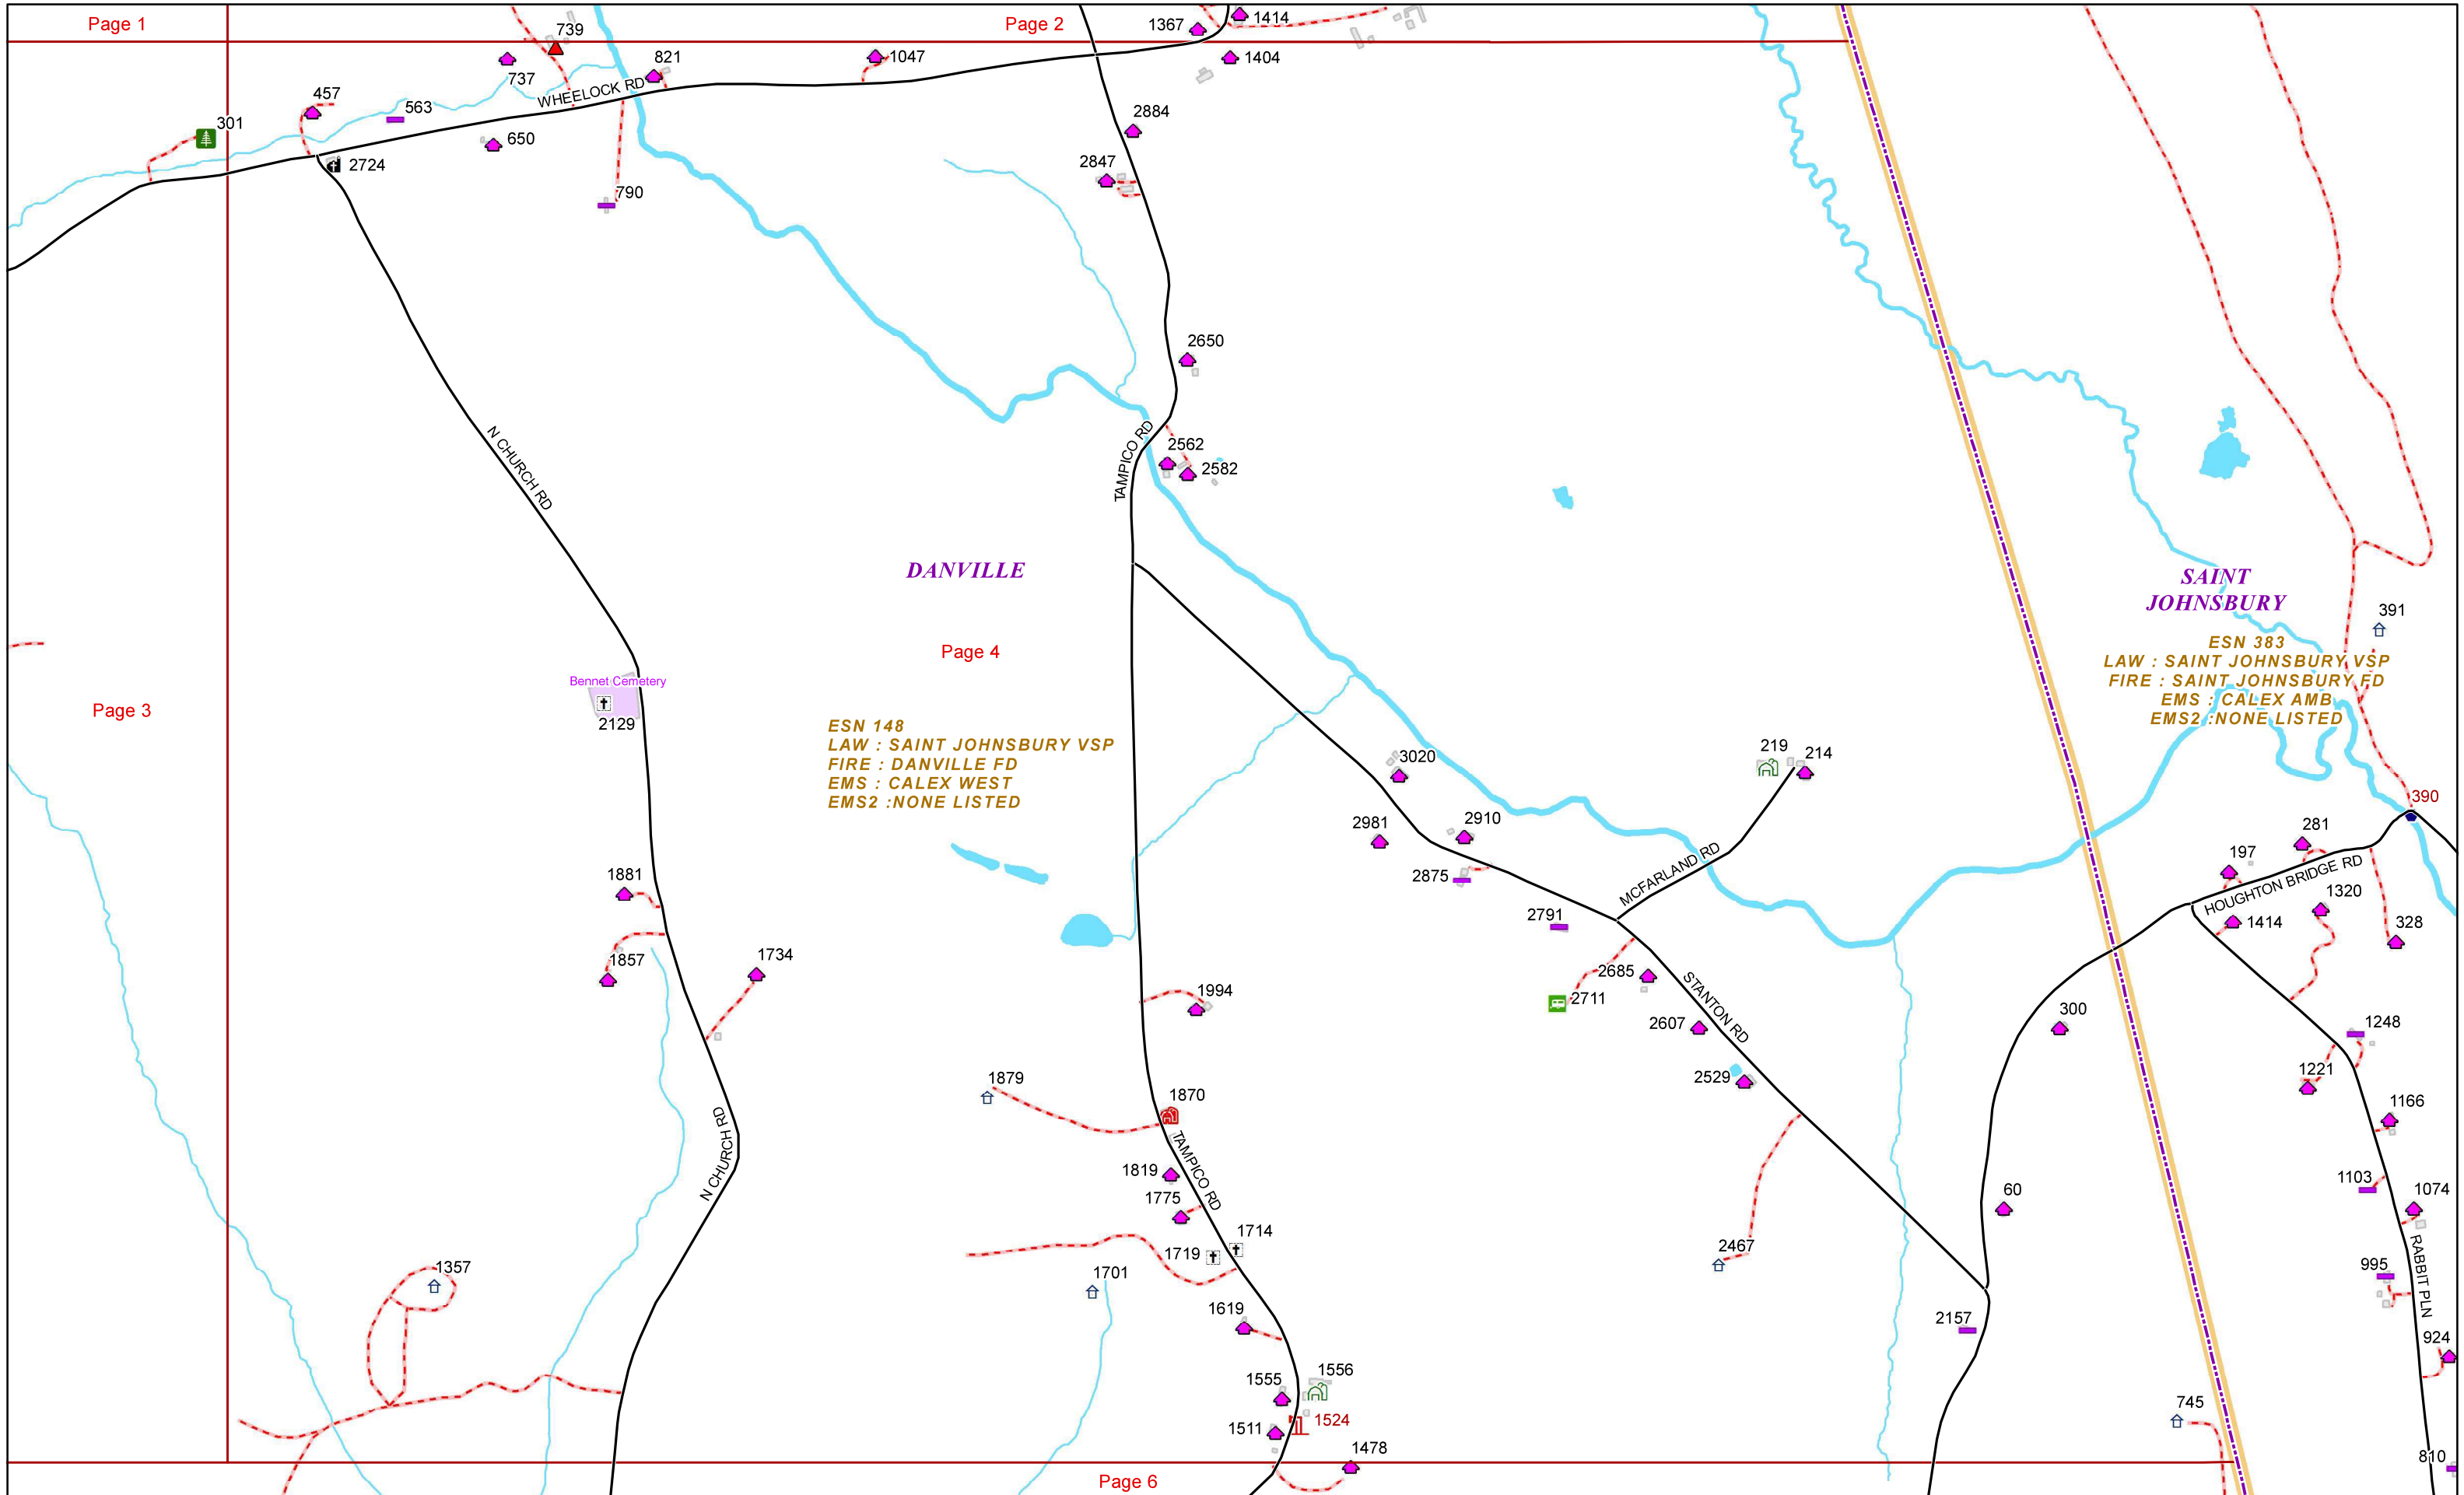 Page 1
Page 2
1367
1414
739
737
821
1047
1404
WHEELOCK RD
457
563
301
650
2724
790
2884
2847
2650
N CHURCH RD
TAMPICO RD
2562
2582
DANVILLE
SAINT
JOHNSBURY
391
Page 4
ESN 383
LAW : SAINT JOHNSBURY VSP
FIRE : SAINT JOHNSBURY FD
EMS : CALEX AMB
EMS2 :NONE LISTED
Bennet Cemetery
2129
Page 3
ESN 148
LAW : SAINT JOHNSBURY VSP
FIRE : DANVILLE FD
EMS : CALEX WEST
EMS2 :NONE LISTED
3020
219
214
390
2981
2910
281
197
2875
MCFARLAND RD
HOUGHTON BRIDGE RD
1881
1320
2791
1414
328
1857
1734
2685
2711
STANTON RD
1994
300
2607
1248
2529
1221
1879
1870
1166
N CHURCH RD
TAMPICO RD
1819
1103
1775
60
1074
1714
1719
2467
RABBIT PLN
1357
1701
995
1619
2157
924
1555
1556
745
1511
1524
1478
810
Page 6